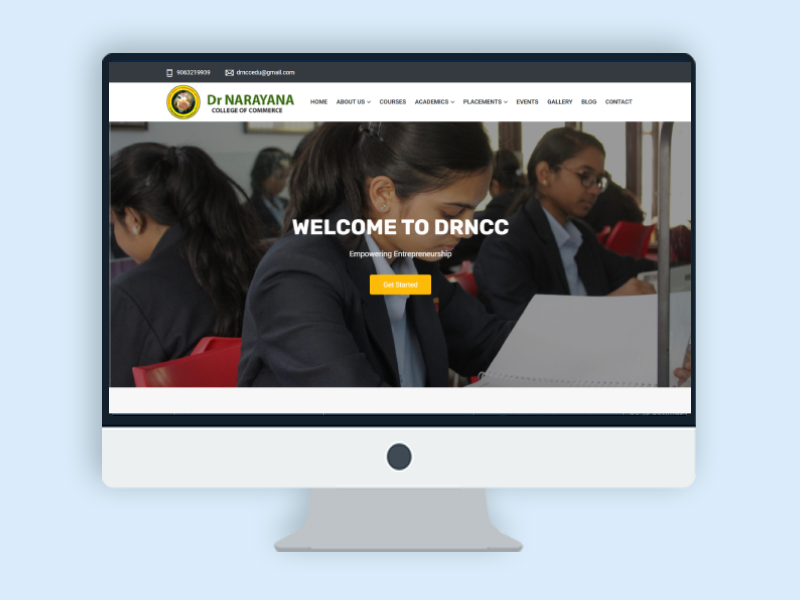 9063219939 drnccedu@gmail.com
Dr NARAYANA
COLLEGE OF COMMERCE
HOME ABOUT US COURSES ACADEMICS PLACEMENTS EVENTS GALLERY BLOG CONTACT
WELCOME TO DRNCC
Empowering Entrepreneurship
Get Started